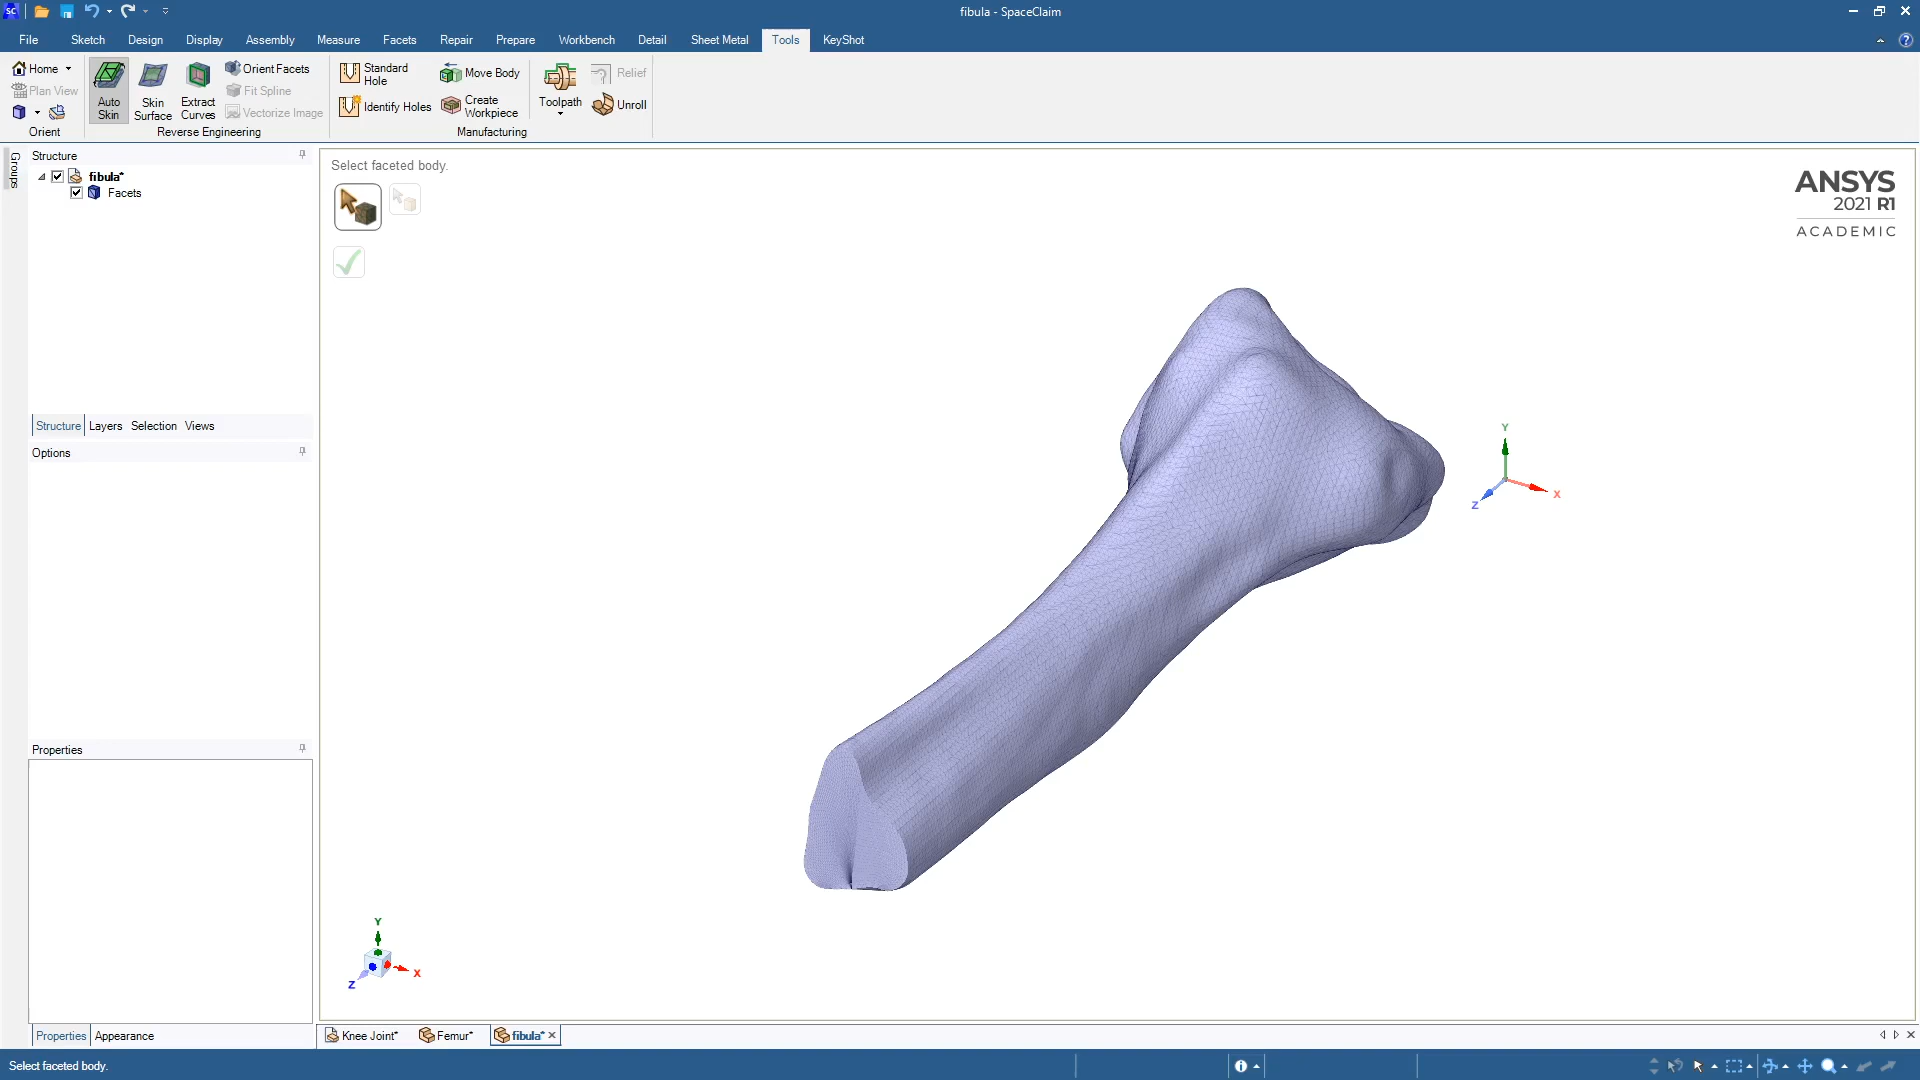 SC
fibula - SpaceClaim
File Sketch Design Display Assembly Measure Facets Repair Prepare Workbench Detail Sheet Metal Tools KeyShot
Home
Plan View
Orient
Auto Skin
Skin Surface
Extract Curves
Orient Facets
Fit Spline
Vectorize Image
Reverse Engineering
Standard Hole
Identify Holes
Move Body
Create Workpiece
Toolpath
Relief
Unroll
Manufacturing
Groups
Structure
fibula*
Facets
Structure Layers Selection Views
Options
Properties
Properties Appearance
Select faceted body.
ANSYS
2021 R1
ACADEMIC
Y
X
Z
Y
X
Z
Knee Joint* Femur* fibula*
Select faceted body.